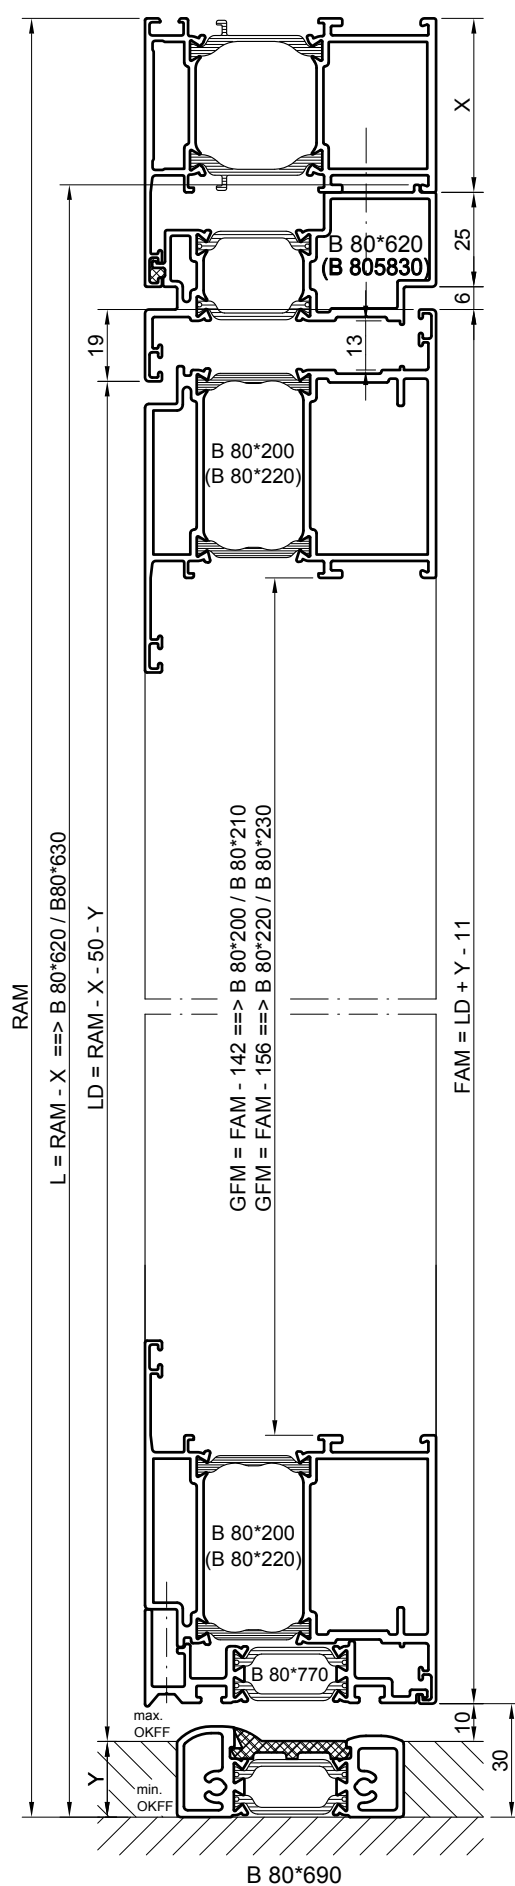 X
25
B 80*620
(B 805830)
6
19
13
B 80*200
(B 80*220)
RAM
L = RAM - X ==> B 80*620 / B80*630
LD = RAM - X - 50 - Y
GFM = FAM - 142 ==> B 80*200 / B 80*210
GFM = FAM - 156 ==> B 80*220 / B 80*230
FAM = LD + Y - 11
B 80*200
(B 80*220)
B 80*770
max.
OKFF
10
30
Y
min.
OKFF
B 80*690